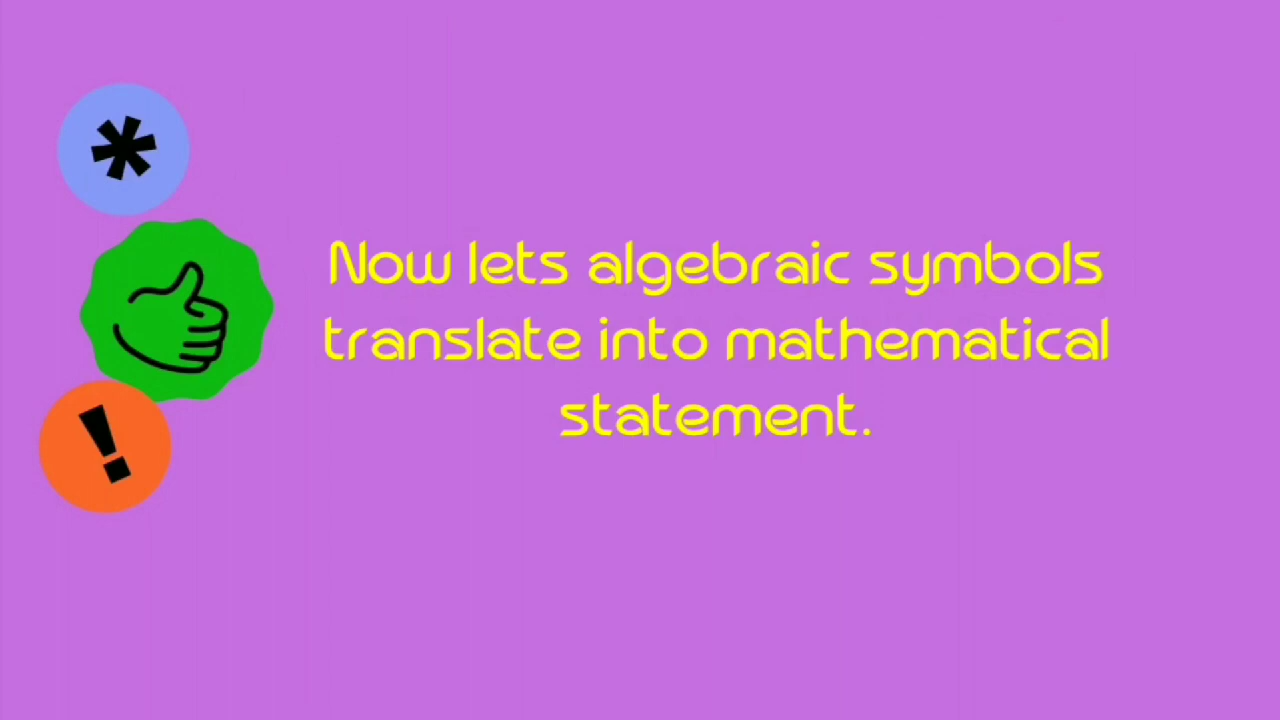 *
!
Now lets algebraic symbols
translate into mathematical
statement.